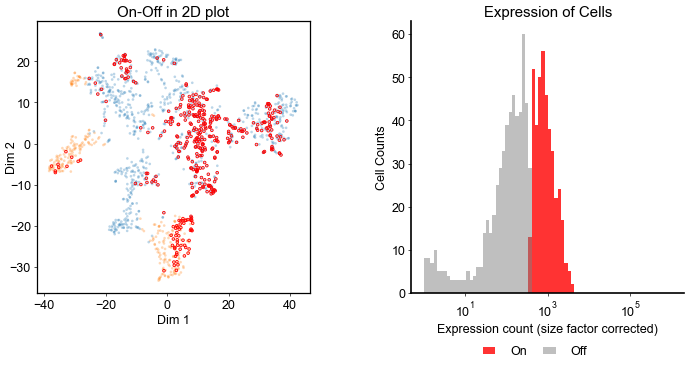 On-Off in 2D plot
20
10
0
−10
−20
−30
Dim 2
−40
−20
0
20
40
Dim 1
Expression of Cells
60
50
40
30
20
10
0
Cell Counts
10¹
10³
10⁵
Expression count (size factor corrected)
On
Off